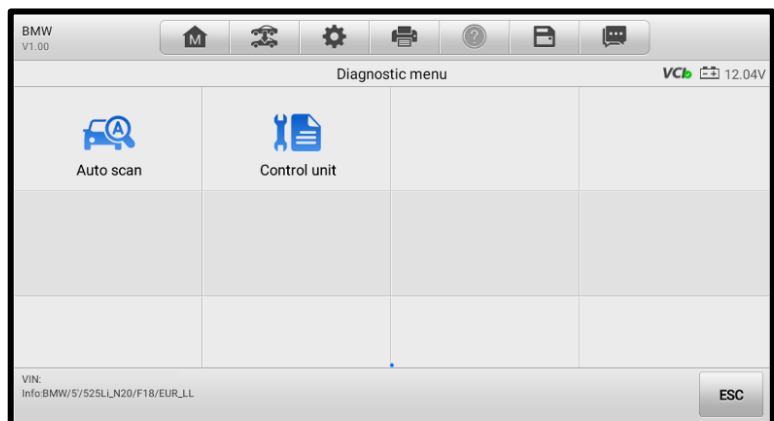 BMW
V1.00
M
Diagnostic menu
VCI
12.04V
A
Auto scan
Control unit
VIN:
Info:BMW/5'/525Li_N20/F18/EUR_LL
ESC